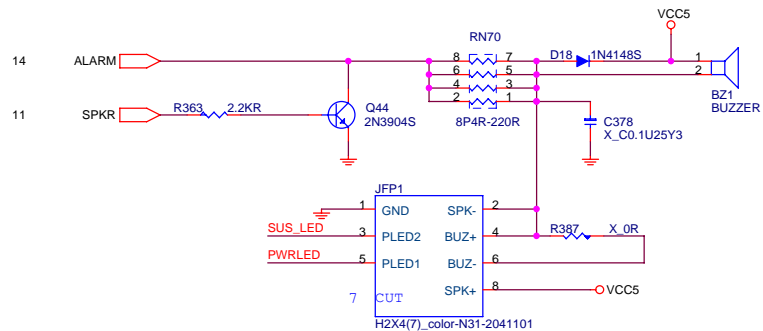 VCC5
RN70
14 ALARM 8 7 D18 1N4148S 1
6 5 2
4 3 BZ1
11 SPKR R363 2.2KR Q44 2 1 BUZZER
2N3904S 8P4R-220R C378
X_C0.1U25Y3
JFP1
1 GND SPK- 2
SUS_LED 3 PLED2 BUZ+ 4 R387 X_0R
PWRLED 5 PLED1 BUZ- 6
7 CUT SPK+ 8 VCC5
H2X4(7)_color-N31-2041101